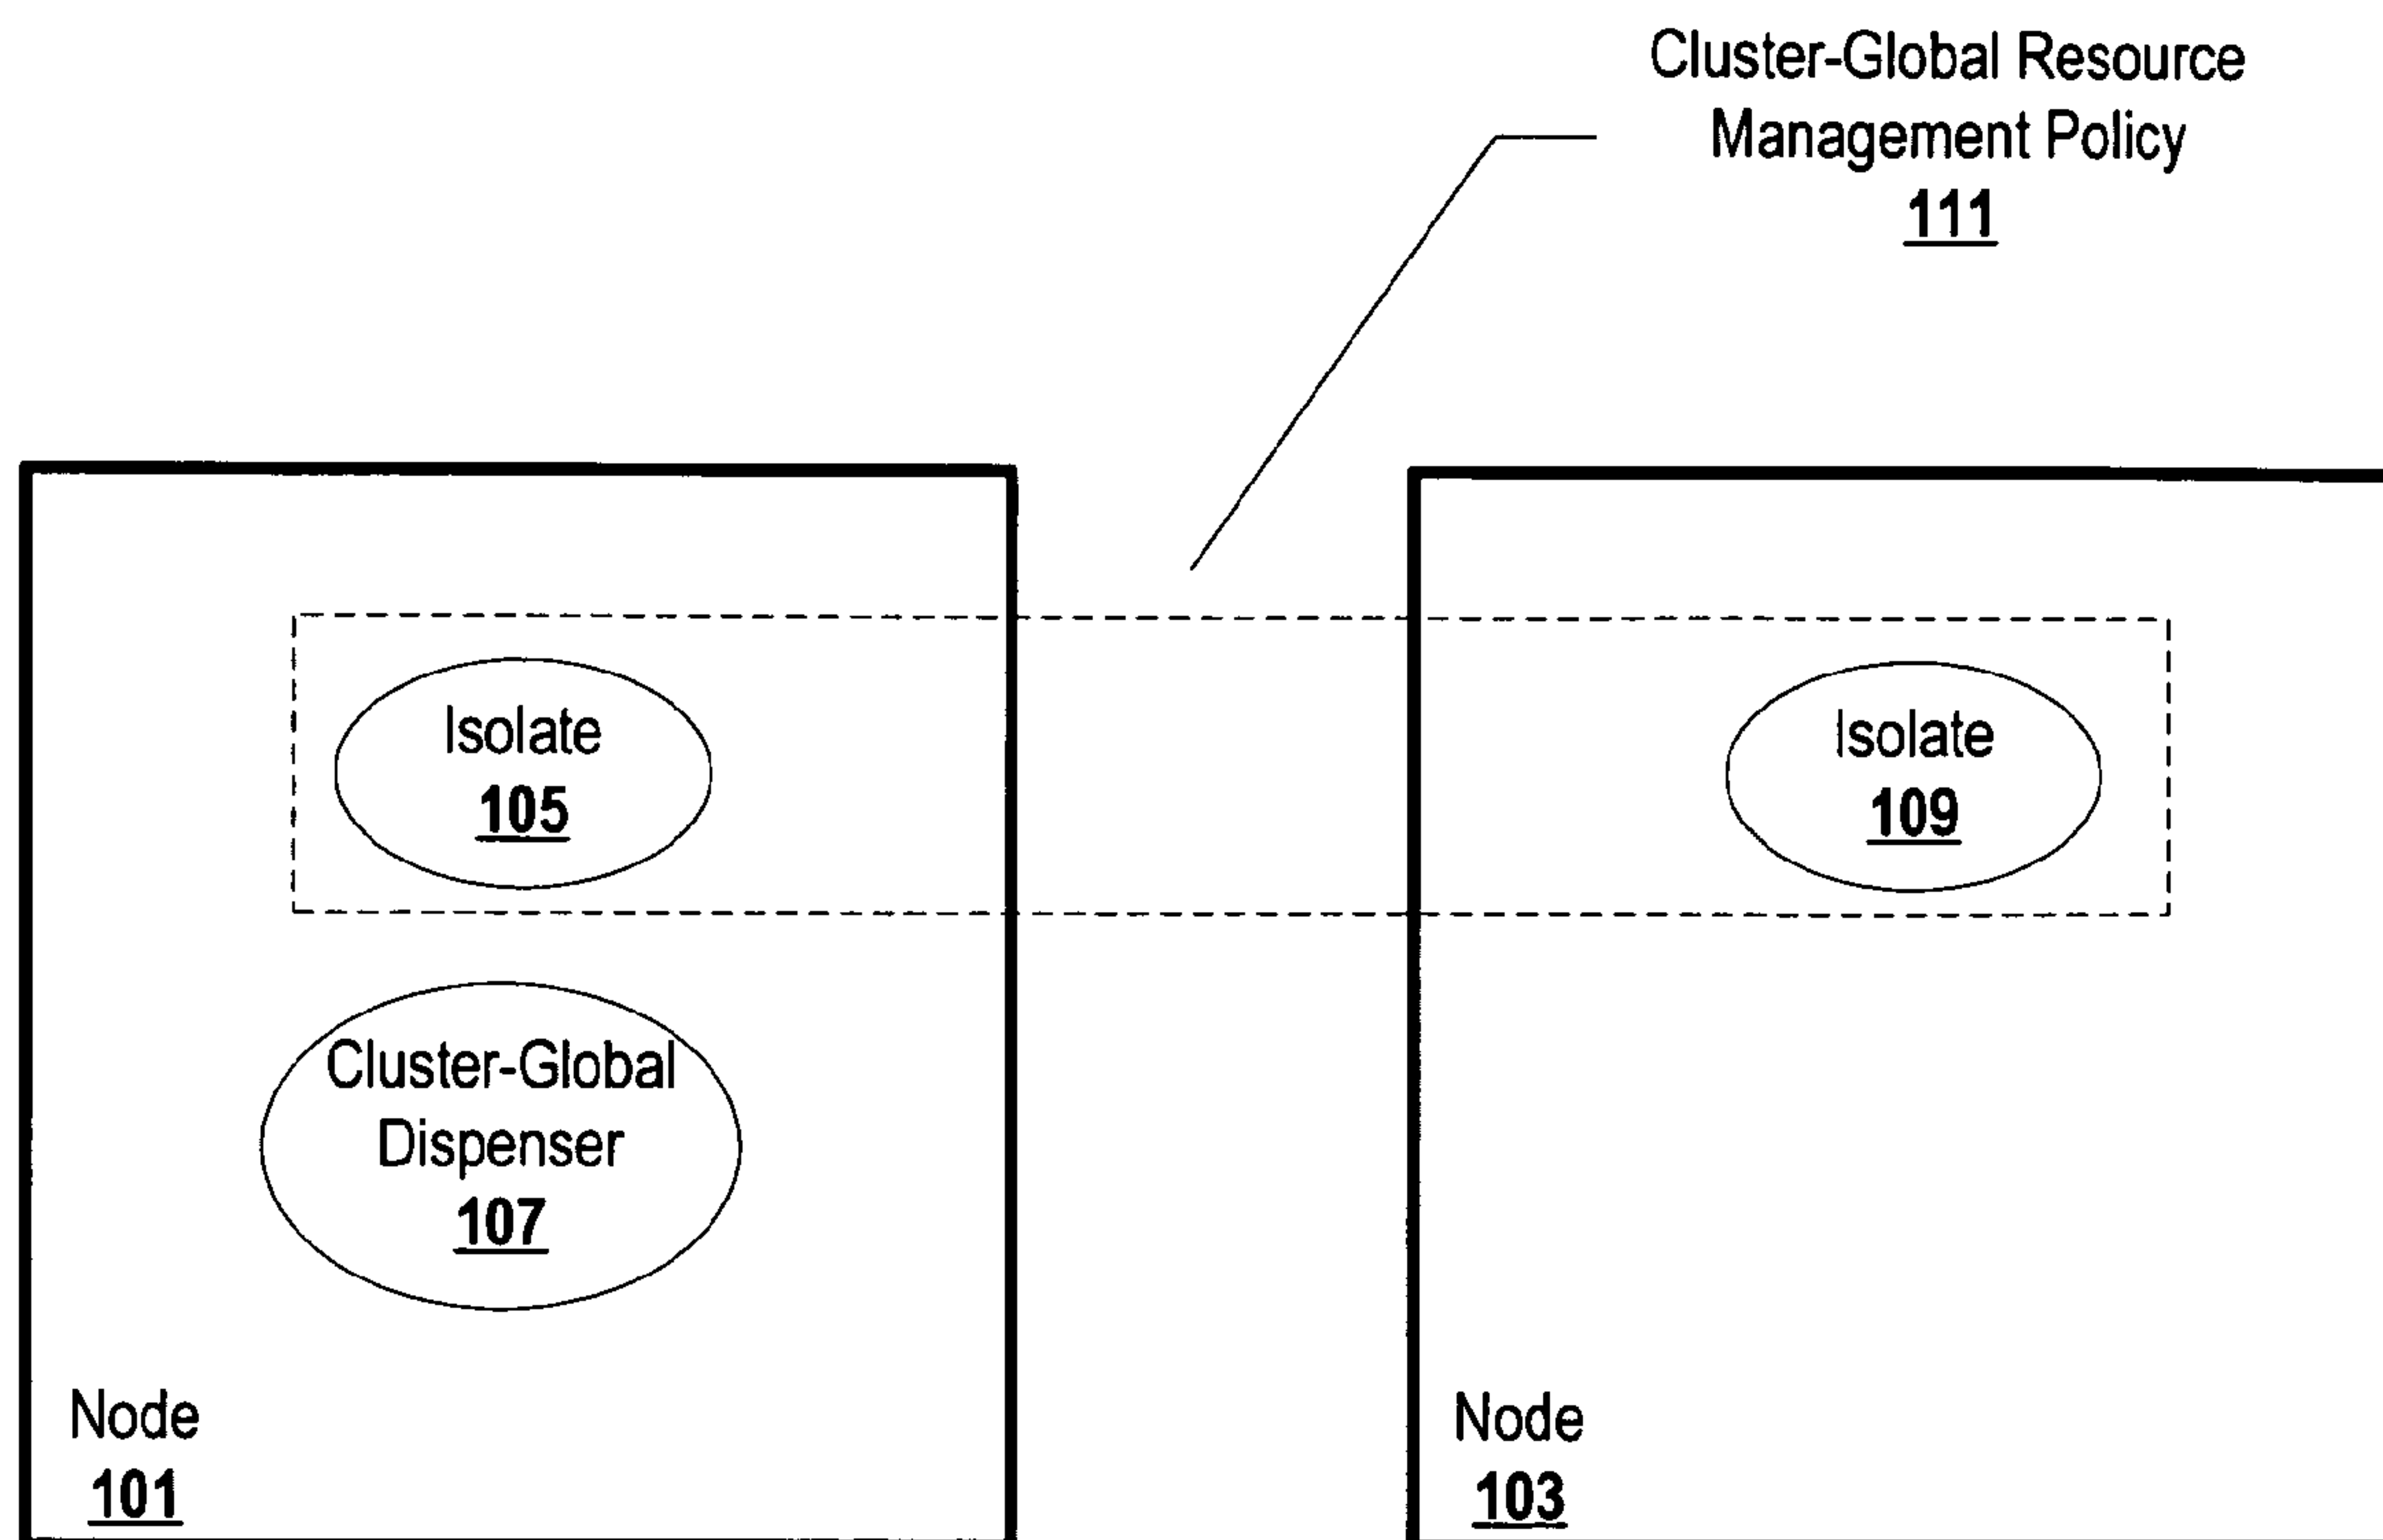 Cluster-Global Resource
Management Policy
111
Isolate
105
Isolate
109
Cluster-Global
Dispenser
107
Node
101
Node
103